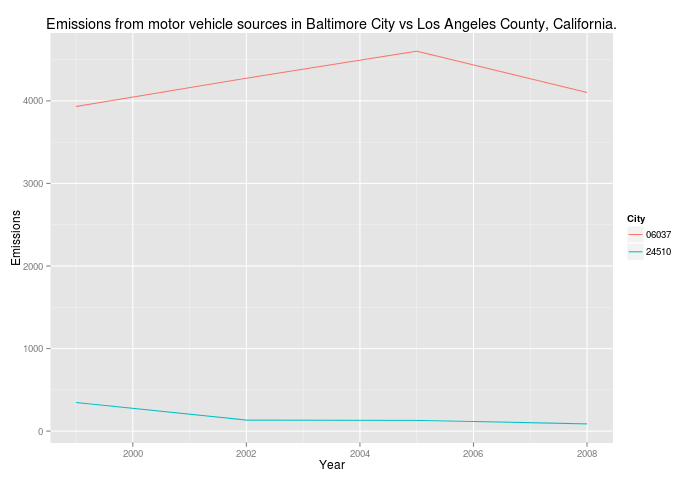 Emissions from motor vehicle sources in Baltimore City vs Los Angeles County, California.
Emissions
4000
3000
2000
1000
0
2000 2002 2004 2006 2008
Year
City
06037
24510